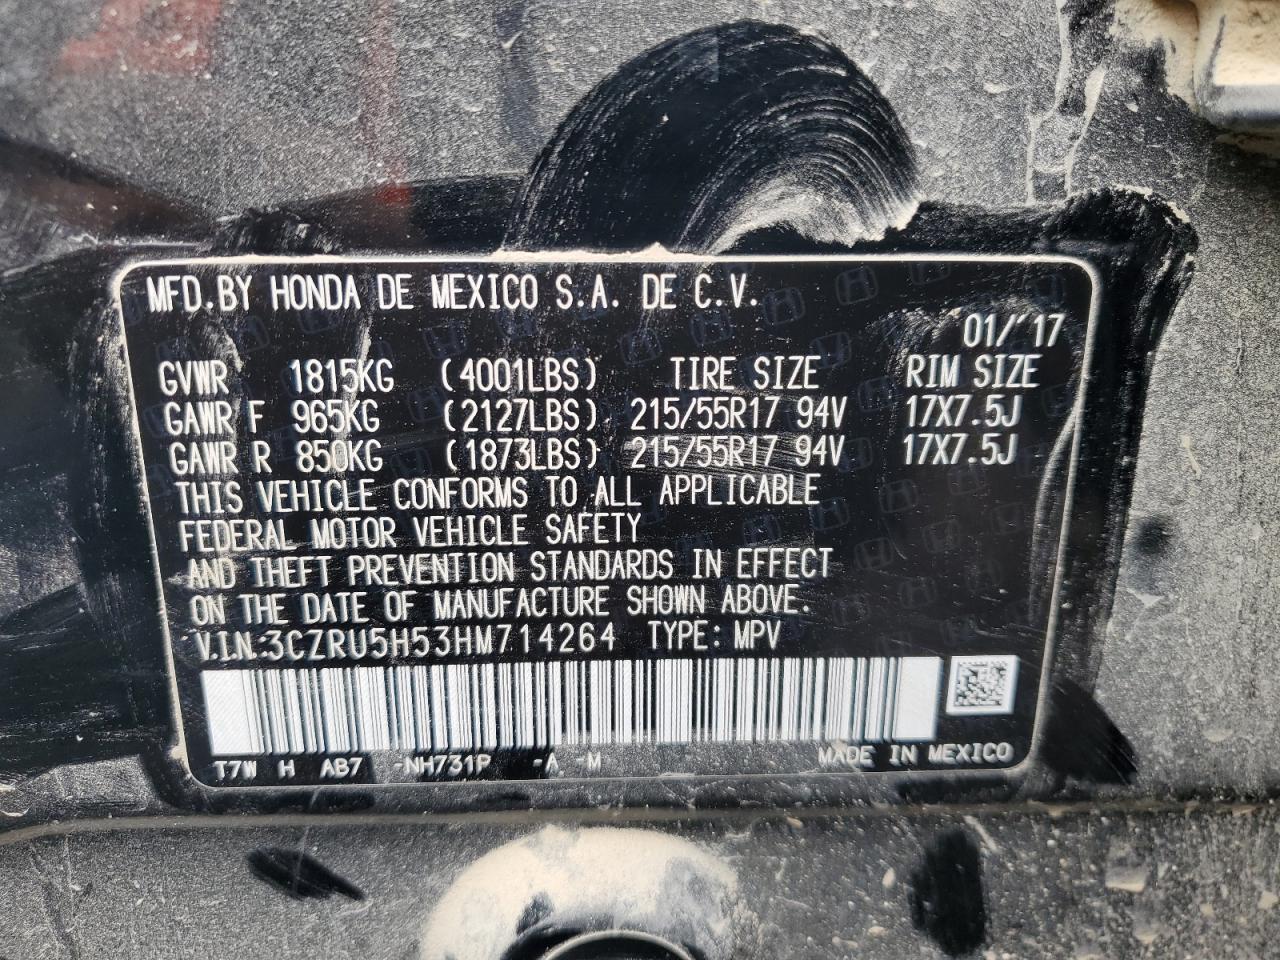 MFD.BY HONDA DE MEXICO S.A. DE C.V.
01/'17
GVWR 1815KG (4001LBS) TIRE SIZE RIM SIZE
GAWR F 965KG (2127LBS) 215/55R17 94V 17X7.5J
GAWR R 850KG (1873LBS) 215/55R17 94V 17X7.5J
THIS VEHICLE CONFORMS TO ALL APPLICABLE
FEDERAL MOTOR VEHICLE SAFETY
AND THEFT PREVENTION STANDARDS IN EFFECT
ON THE DATE OF MANUFACTURE SHOWN ABOVE.
V.I.N.:3CZRU5H53HM714264 TYPE: MPV
T7W H AB7 -NH731P -A -M MADE IN MEXICO